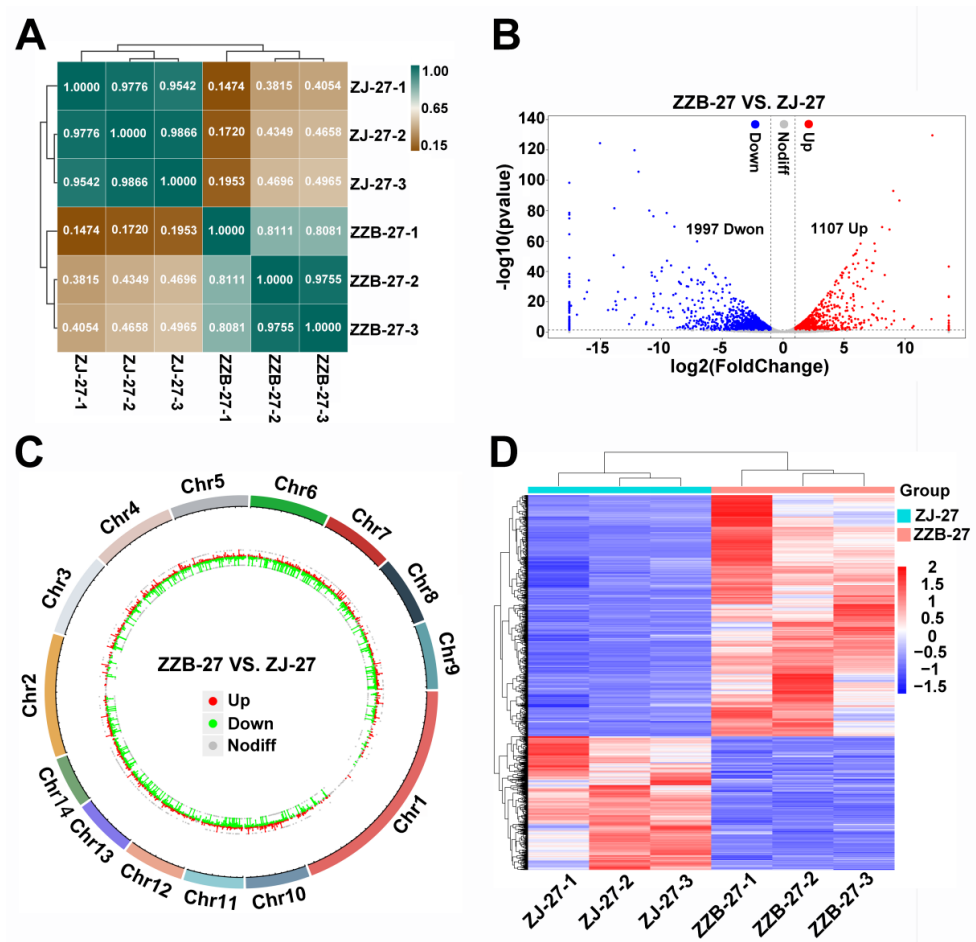 A
1.0000 0.9776 0.9542 0.1474 0.3815 0.4054 ZJ-27-1
0.9776 1.0000 0.9866 0.1720 0.4349 0.4658 ZJ-27-2
0.9542 0.9866 1.0000 0.1953 0.4696 0.4965 ZJ-27-3
0.1474 0.1720 0.1953 1.0000 0.8111 0.8081 ZZB-27-1
0.3815 0.4349 0.4696 0.8111 1.0000 0.9755 ZZB-27-2
0.4054 0.4658 0.4965 0.8081 0.9755 1.0000 ZZB-27-3
ZJ-27-1 ZJ-27-2 ZJ-27-3 ZZB-27-1 ZZB-27-2 ZZB-27-3
1.00
0.65
0.15
B
ZZB-27 VS. ZJ-27
Down Nodiff Up
1997 Dwon 1107 Up
-log10(pvalue)
140
120
100
80
60
40
20
0
-15 -10 -5 0 5 10
log2(FoldChange)
C
Chr1
Chr2
Chr3
Chr4
Chr5
Chr6
Chr7
Chr8
Chr9
Chr10
Chr11
Chr12
Chr13
Chr14
ZZB-27 VS. ZJ-27
Up
Down
Nodiff
D
Group
ZJ-27
ZZB-27
2
1.5
1
0.5
0
−0.5
−1
−1.5
ZJ-27-1 ZJ-27-2 ZJ-27-3 ZZB-27-1 ZZB-27-2 ZZB-27-3